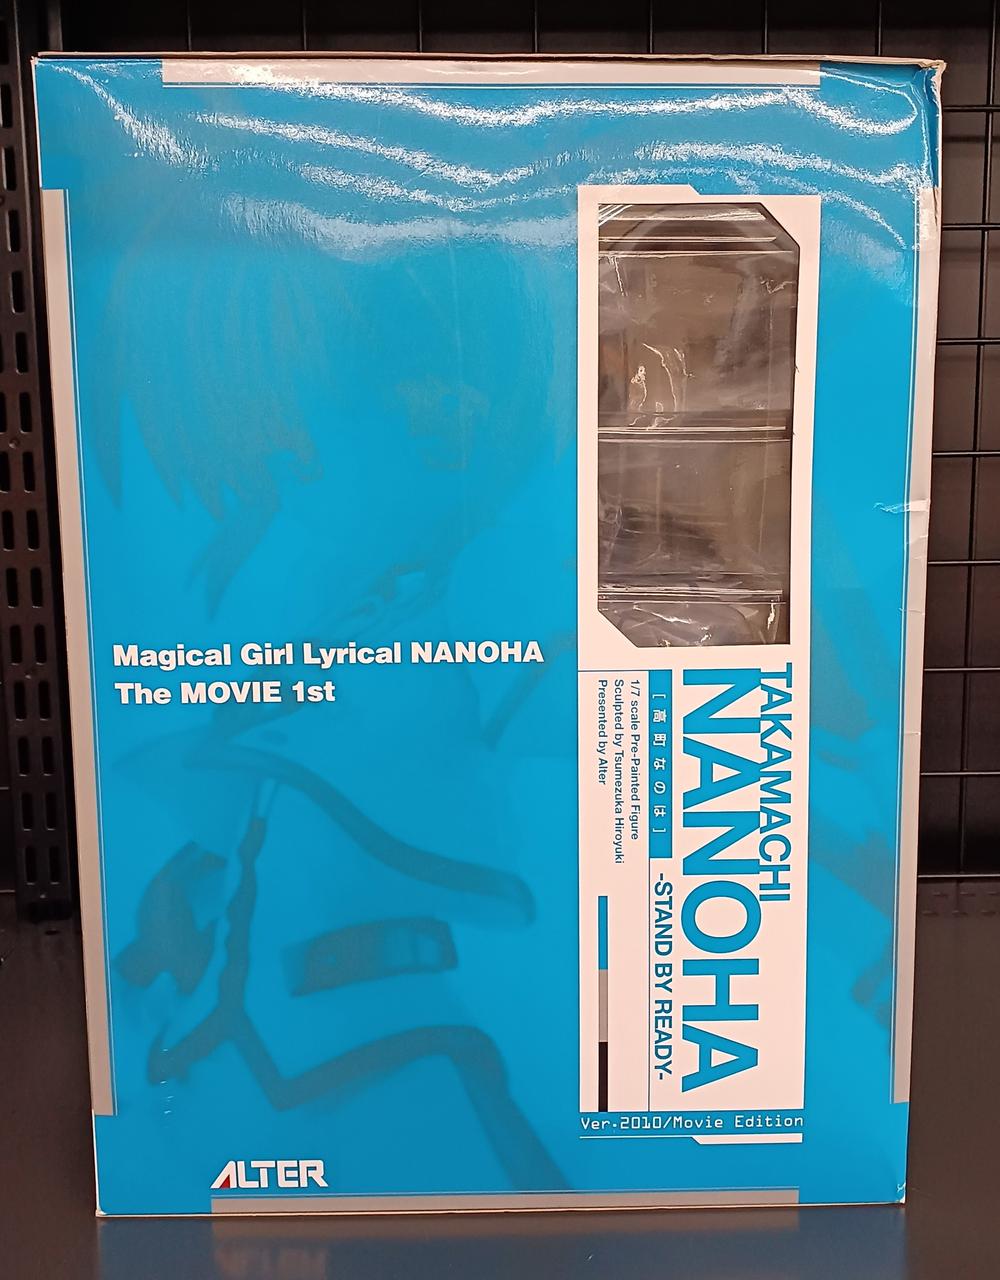 Magical Girl Lyrical NANOHA
The MOVIE 1st
TAKAMACHI
NANOHA
[高町なのは]
-STAND BY READY-
1/7 scale Pre-Painted Figure
Sculpted by Tsumezuka Hiroyuki
Presented by Alter
Ver.2010/Movie Edition
ALTER